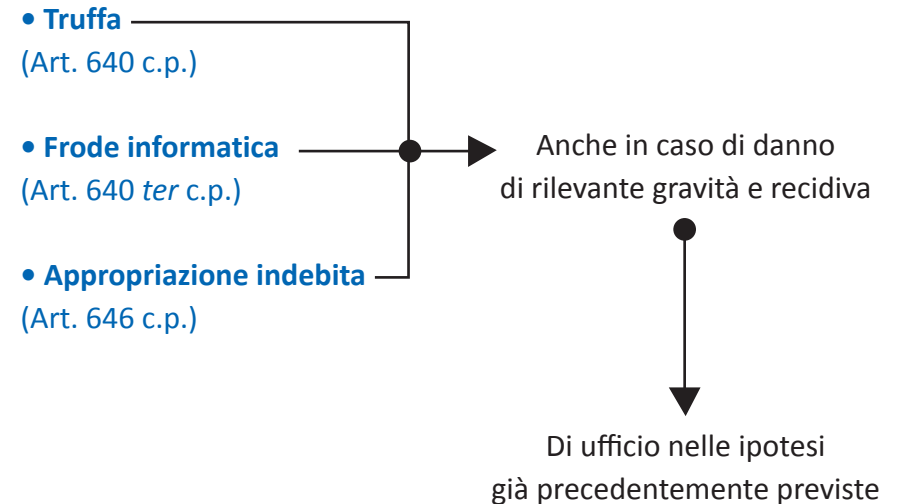 • Truffa
(Art. 640 c.p.)
• Frode informatica
(Art. 640 ter c.p.)
• Appropriazione indebita
(Art. 646 c.p.)
Anche in caso di danno
di rilevante gravità e recidiva
Di ufficio nelle ipotesi
già precedentemente previste